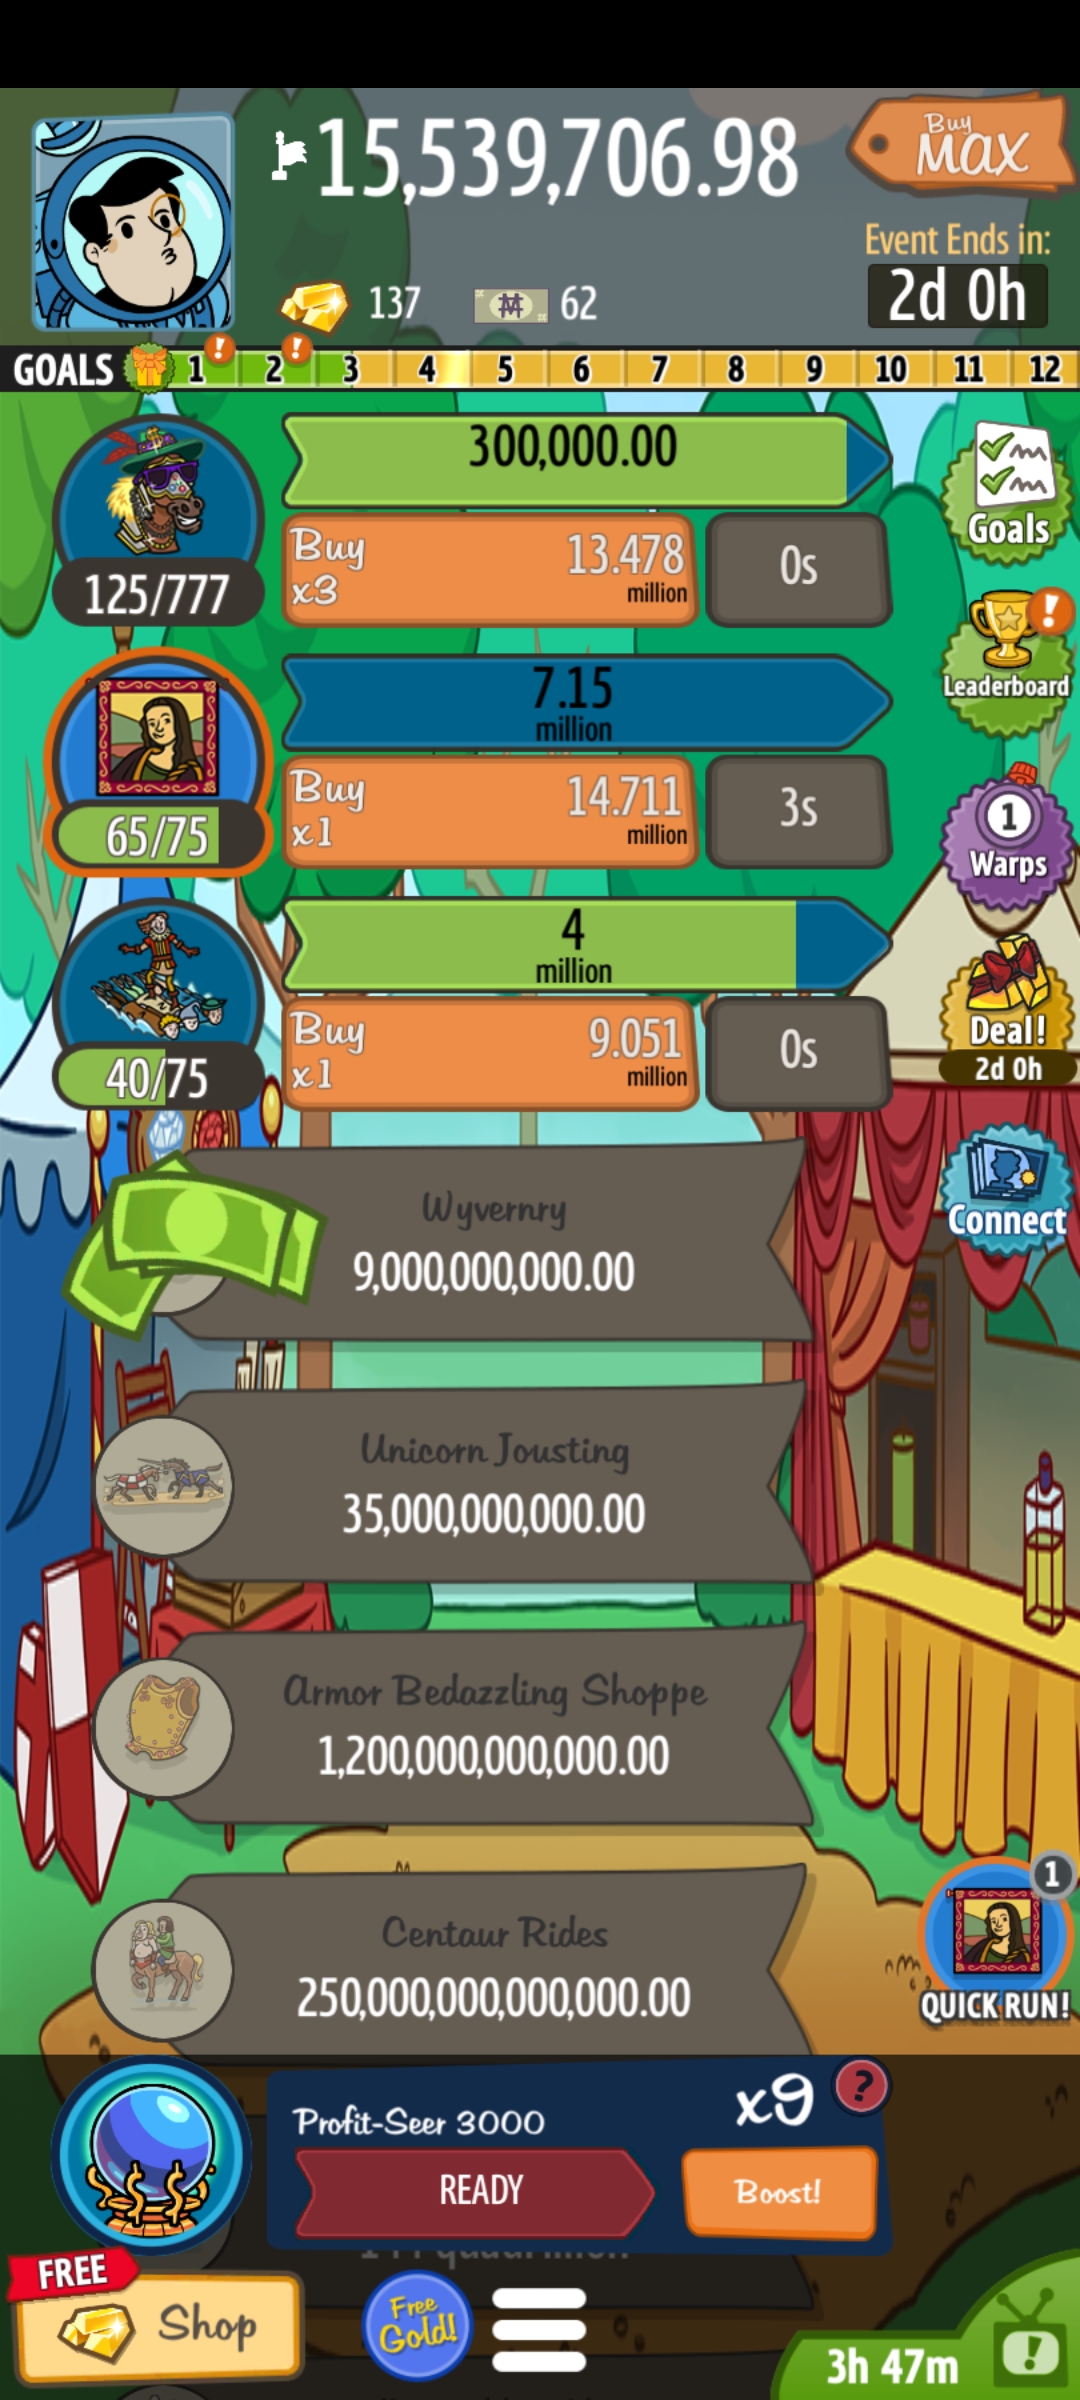 15,539,706.98
Buy
MAX
Event Ends in:
2d 0h
137
62
GOALS 1 2 3 4 5 6 7 8 9 10 11 12
!
!
300,000.00
Buy
x3
13.478
million
0s
125/777
Goals
!
Leaderboard
7.15
million
Buy
x1
14.711
million
3s
65/75
1
Warps
4
million
Buy
x1
9.051
million
0s
40/75
Deal!
2d 0h
Connect
Wyvernry
9,000,000,000.00
Unicorn Jousting
35,000,000,000.00
Armor Bedazzling Shoppe
1,200,000,000,000.00
Centaur Rides
250,000,000,000,000.00
1
QUICK RUN!
Profit-Seer 3000
x9
?
READY
Boost!
FREE
Shop
Free
Gold!
3h 47m
!